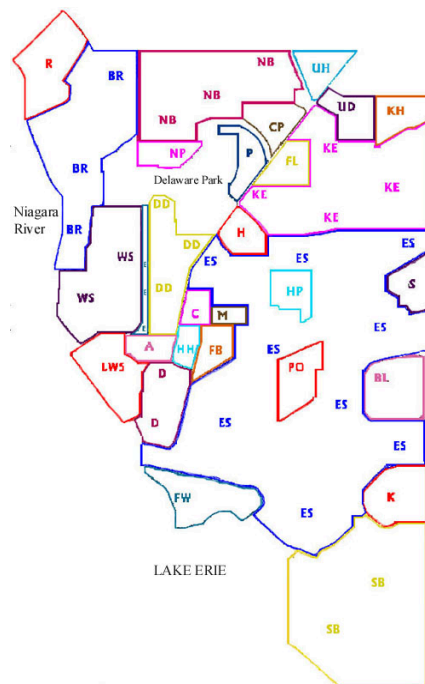 R
BR
NB
UH
NB
UD
KH
CP
KE
BR
NP
P
FL
Delaware Park
KE
KE
DD
Niagara
River
BR
H
DD
ES
ES
ES
WS
E
DD
HP
S
WS
E
C
M
ES
E
A
HH
FB
ES
LWS
D
PO
BL
D
ES
ES
ES
FW
ES
K
LAKE ERIE
SB
SB